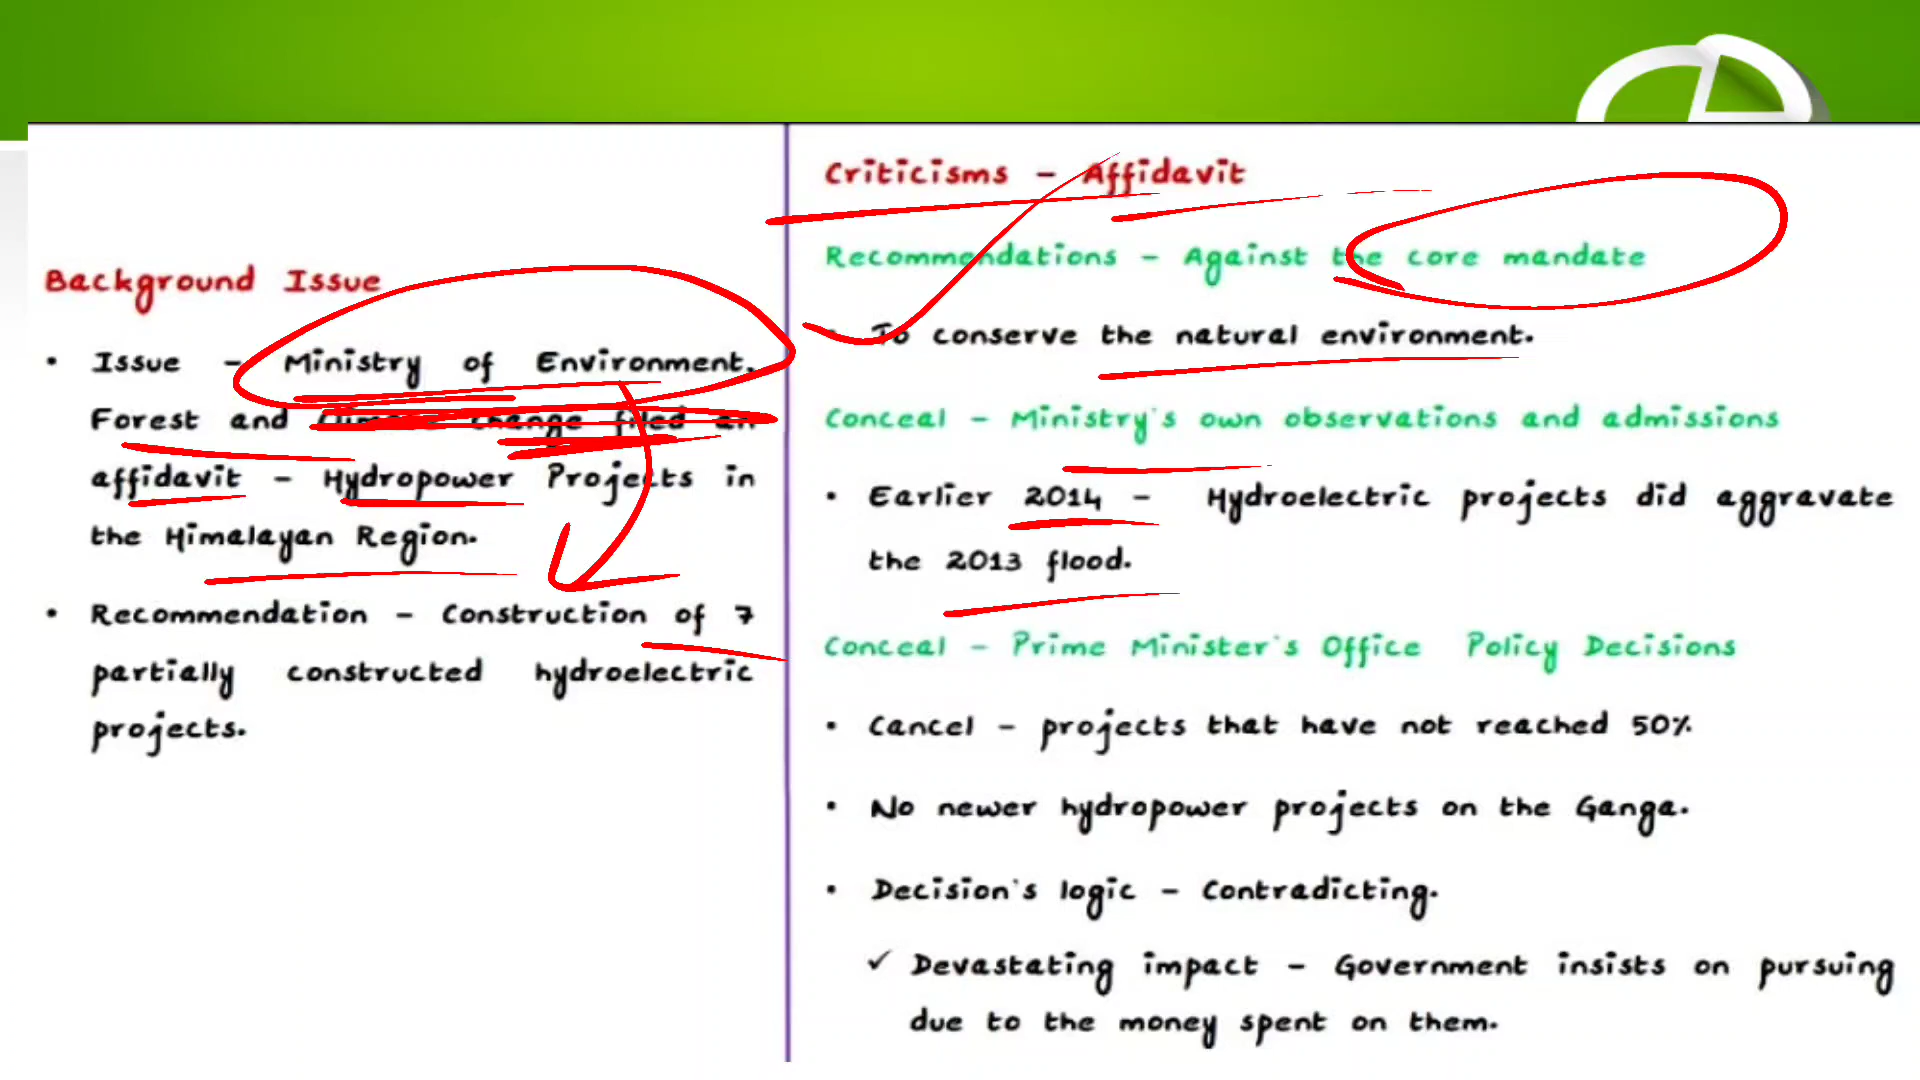 Background Issue
• Issue - Ministry of Environment,
Forest and Climate change filed an
affidavit - Hydropower Projects in
the Himalayan Region.
• Recommendation - Construction of 7
partially constructed hydroelectric
projects.
Criticisms - Affidavit
Recommendations - Against the core mandate
• To conserve the natural environment.
Conceal - Ministry's own observations and admissions
• Earlier 2014 - Hydroelectric projects did aggravate
the 2013 flood.
Conceal - Prime Minister's Office Policy Decisions
• Cancel - projects that have not reached 50%
• No newer hydropower projects on the Ganga.
• Decision's logic - Contradicting.
✓ Devastating impact - Government insists on pursuing
due to the money spent on them.